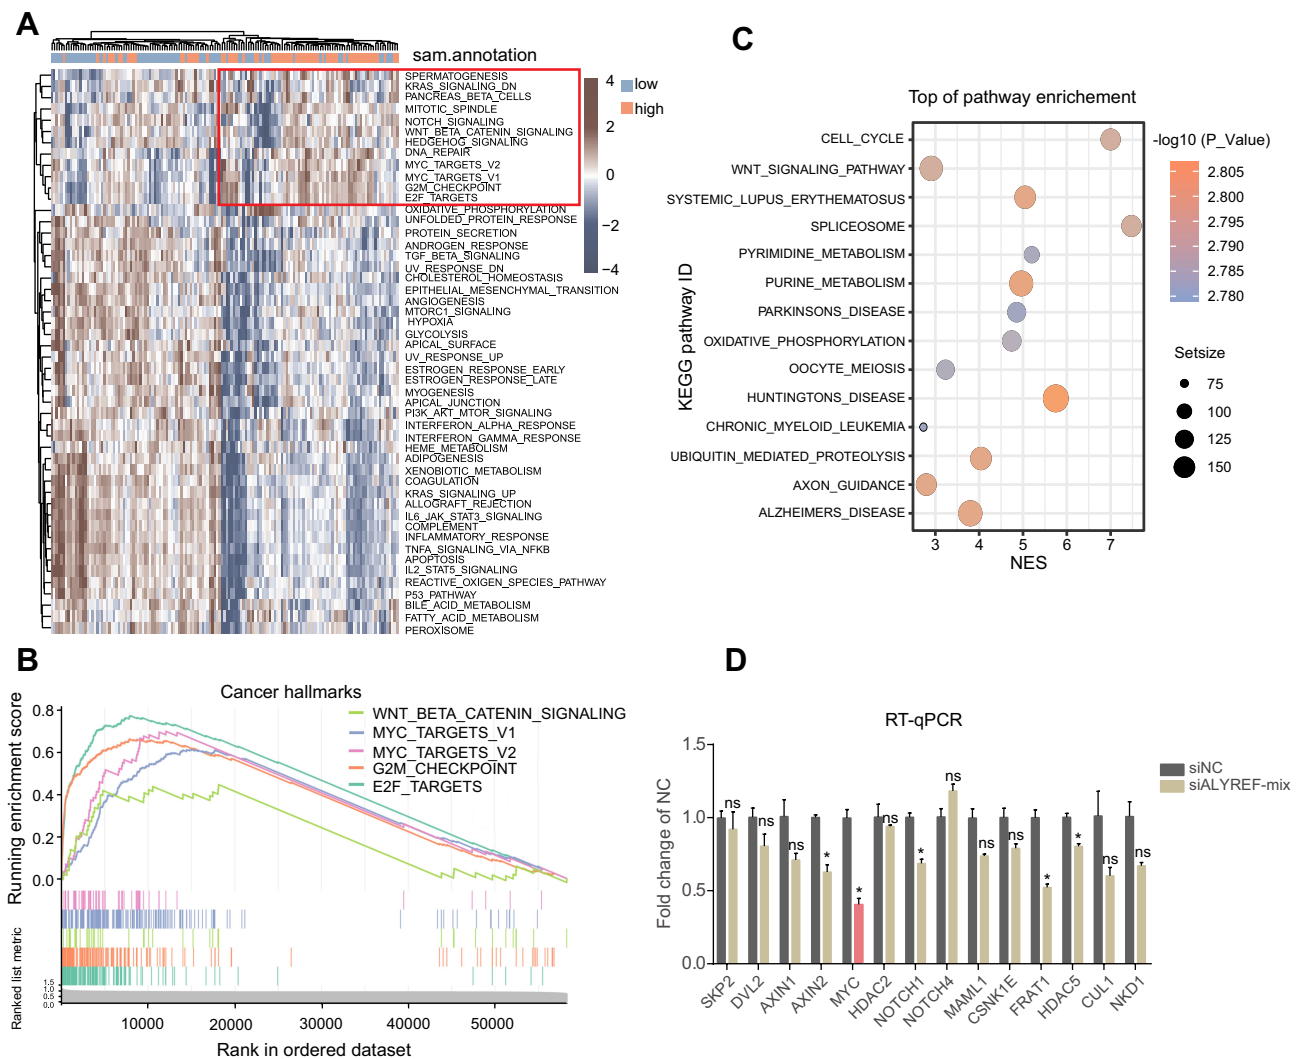 A
sam.annotation
SPERMATOGENESIS
KRAS_SIGNALING_DN
PANCREAS_BETA_CELLS
MITOTIC_SPINDLE
NOTCH_SIGNALING
WNT_BETA_CATENIN_SIGNALING
HEDGEHOG_SIGNALING
DNA_REPAIR
MYC_TARGETS_V2
MYC_TARGETS_V1
G2M_CHECKPOINT
E2F_TARGETS
OXIDATIVE_PHOSPHORYLATION
UNFOLDED_PROTEIN_RESPONSE
PROTEIN_SECRETION
ANDROGEN_RESPONSE
TGF_BETA_SIGNALING
UV_RESPONSE_DN
CHOLESTEROL_HOMEOSTASIS
EPITHELIAL_MESENCHYMAL_TRANSITION
ANGIOGENESIS
MTORC1_SIGNALING
HYPOXIA
GLYCOLYSIS
APICAL_SURFACE
UV_RESPONSE_UP
ESTROGEN_RESPONSE_EARLY
ESTROGEN_RESPONSE_LATE
MYOGENESIS
APICAL_JUNCTION
PI3K_AKT_MTOR_SIGNALING
INTERFERON_ALPHA_RESPONSE
INTERFERON_GAMMA_RESPONSE
HEME_METABOLISM
ADIPOGENESIS
XENOBIOTIC_METABOLISM
COAGULATION
KRAS_SIGNALING_UP
ALLOGRAFT_REJECTION
IL6_JAK_STAT3_SIGNALING
COMPLEMENT
INFLAMMATORY_RESPONSE
TNFA_SIGNALING_VIA_NFKB
APOPTOSIS
IL2_STAT5_SIGNALING
REACTIVE_OXIGEN_SPECIES_PATHWAY
P53_PATHWAY
BILE_ACID_METABOLISM
FATTY_ACID_METABOLISM
PEROXISOME
4
2
0
−2
−4
low
high
B
Cancer hallmarks
WNT_BETA_CATENIN_SIGNALING
MYC_TARGETS_V1
MYC_TARGETS_V2
G2M_CHECKPOINT
E2F_TARGETS
Running enrichment score
0.8
0.6
0.4
0.2
0.0
Ranked list metric
1.5
1.0
0.5
0.0
10000 20000 30000 40000 50000
Rank in ordered dataset
C
Top of pathway enrichement
KEGG pathway ID
CELL_CYCLE
WNT_SIGNALING_PATHWAY
SYSTEMIC_LUPUS_ERYTHEMATOSUS
SPLICEOSOME
PYRIMIDINE_METABOLISM
PURINE_METABOLISM
PARKINSONS_DISEASE
OXIDATIVE_PHOSPHORYLATION
OOCYTE_MEIOSIS
HUNTINGTONS_DISEASE
CHRONIC_MYELOID_LEUKEMIA
UBIQUITIN_MEDIATED_PROTEOLYSIS
AXON_GUIDANCE
ALZHEIMERS_DISEASE
3 4 5 6 7
NES
-log10 (P_Value)
2.805
2.800
2.795
2.790
2.785
2.780
Setsize
75
100
125
150
D
RT-qPCR
Fold change of NC
1.5
1.0
0.5
0.0
ns ns ns * * ns * ns ns ns * * ns ns
SKP2 DVL2 AXIN1 AXIN2 MYC HDAC2 NOTCH1 NOTCH4 MAML1 CSNK1E FRAT1 HDAC5 CUL1 NKD1
siNC
siALYREF-mix